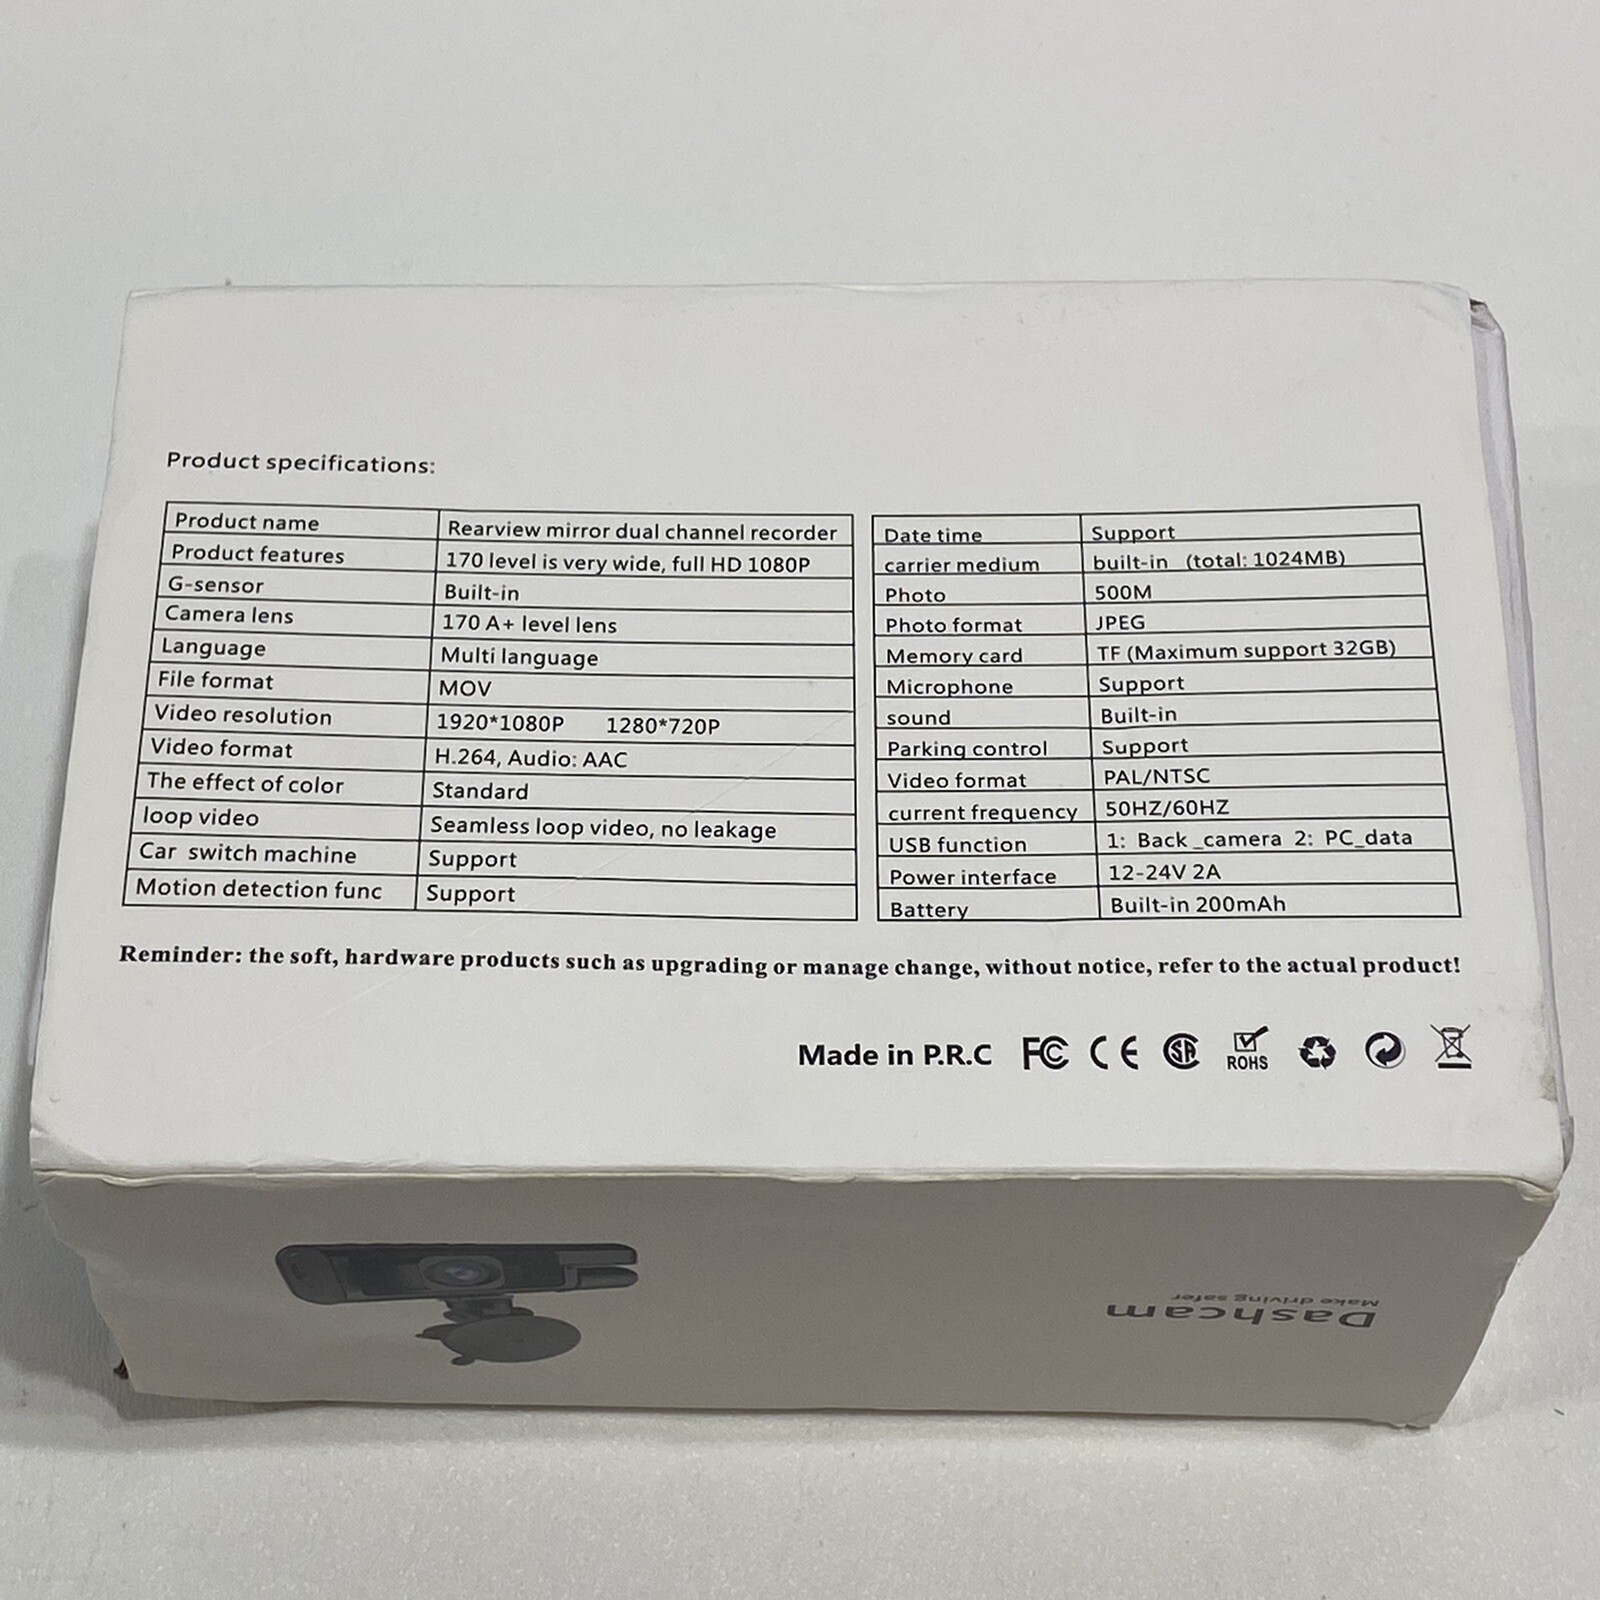 Product specifications:
Product name Rearview mirror dual channel recorder
Product features 170 level is very wide, full HD 1080P
G-sensor Built-in
Camera lens 170 A+ level lens
Language Multi language
File format MOV
Video resolution 1920*1080P 1280*720P
Video format H.264, Audio: AAC
The effect of color Standard
loop video Seamless loop video, no leakage
Car switch machine Support
Motion detection func Support
Date time Support
carrier medium built-in (total: 1024MB)
Photo 500M
Photo format JPEG
Memory card TF (Maximum support 32GB)
Microphone Support
sound Built-in
Parking control Support
Video format PAL/NTSC
current frequency 50HZ/60HZ
USB function 1: Back_camera 2: PC_data
Power interface 12-24V 2A
Battery Built-in 200mAh
Reminder: the soft, hardware products such as upgrading or manage change, without notice, refer to the actual product!
Made in P.R.C FC CE SA ROHS
Dashcam
Make driving safer